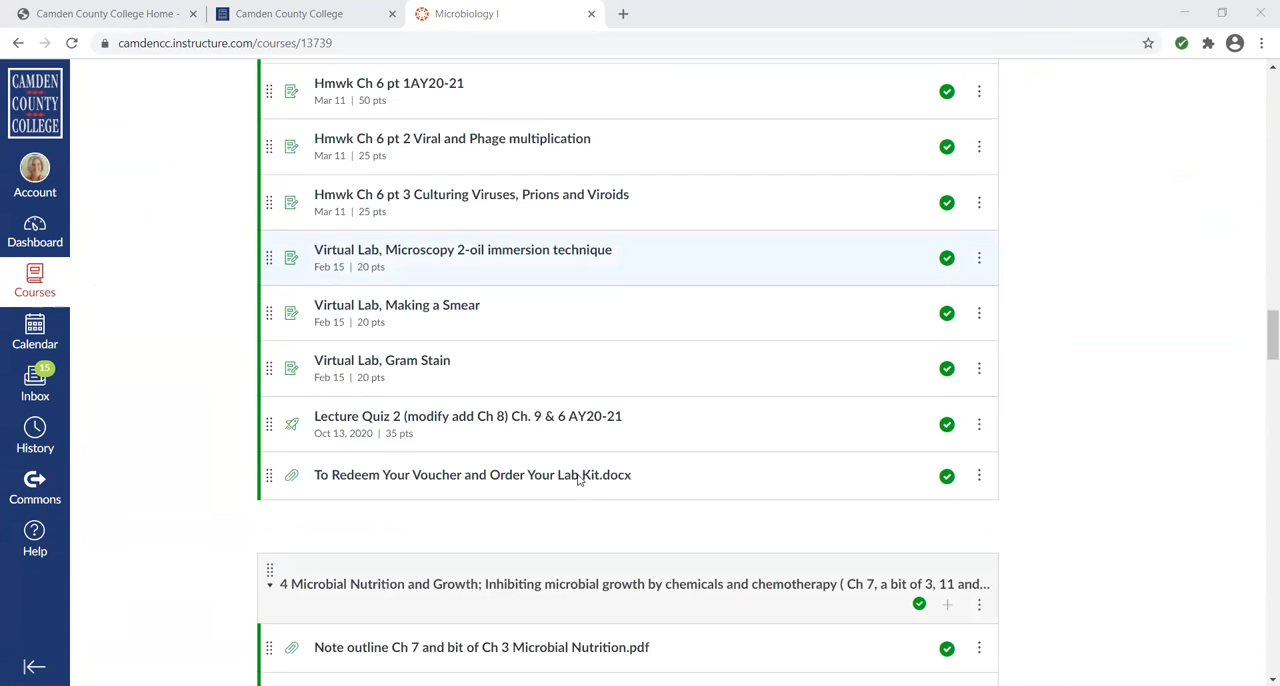 Camden County College Home -
Camden County College
Microbiology I
camdencc.instructure.com/courses/13739
CAMDEN
COUNTY
COLLEGE
Account
Dashboard
Courses
Calendar
15
Inbox
History
Commons
Help
Hmwk Ch 6 pt 1AY20-21
Mar 11 | 50 pts
Hmwk Ch 6 pt 2 Viral and Phage multiplication
Mar 11 | 25 pts
Hmwk Ch 6 pt 3 Culturing Viruses, Prions and Viroids
Mar 11 | 25 pts
Virtual Lab, Microscopy 2-oil immersion technique
Feb 15 | 20 pts
Virtual Lab, Making a Smear
Feb 15 | 20 pts
Virtual Lab, Gram Stain
Feb 15 | 20 pts
Lecture Quiz 2 (modify add Ch 8) Ch. 9 & 6 AY20-21
Oct 13, 2020 | 35 pts
To Redeem Your Voucher and Order Your Lab Kit.docx
4 Microbial Nutrition and Growth; Inhibiting microbial growth by chemicals and chemotherapy ( Ch 7, a bit of 3, 11 and...
Note outline Ch 7 and bit of Ch 3 Microbial Nutrition.pdf